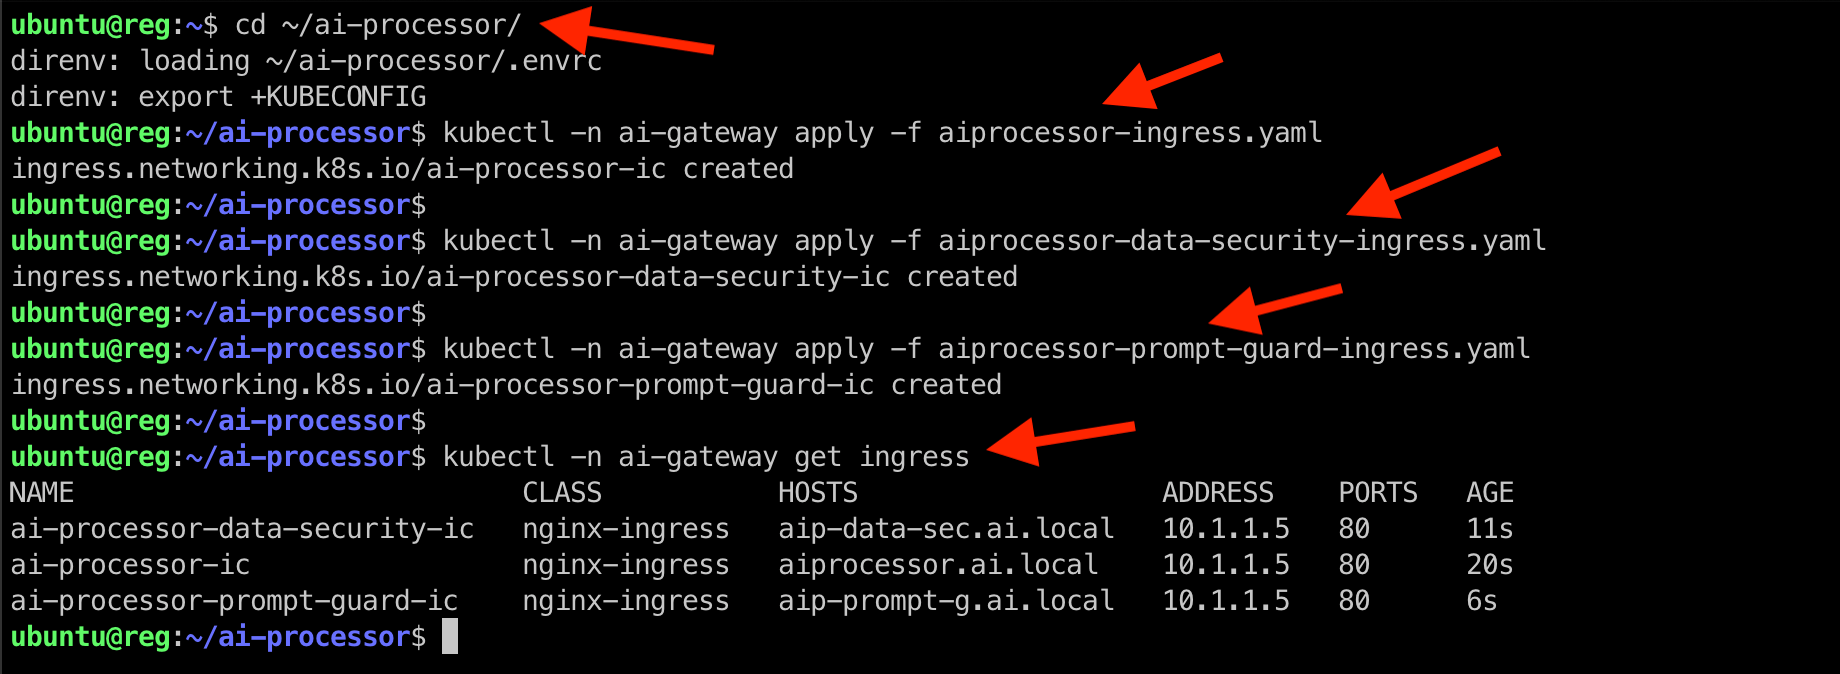 ubuntu@reg:~$ cd ~/ai-processor/
direnv: loading ~/ai-processor/.envrc
direnv: export +KUBECONFIG
ubuntu@reg:~/ai-processor$ kubectl -n ai-gateway apply -f aiprocessor-ingress.yaml
ingress.networking.k8s.io/ai-processor-ic created
ubuntu@reg:~/ai-processor$
ubuntu@reg:~/ai-processor$ kubectl -n ai-gateway apply -f aiprocessor-data-security-ingress.yaml
ingress.networking.k8s.io/ai-processor-data-security-ic created
ubuntu@reg:~/ai-processor$
ubuntu@reg:~/ai-processor$ kubectl -n ai-gateway apply -f aiprocessor-prompt-guard-ingress.yaml
ingress.networking.k8s.io/ai-processor-prompt-guard-ic created
ubuntu@reg:~/ai-processor$
ubuntu@reg:~/ai-processor$ kubectl -n ai-gateway get ingress
NAME CLASS HOSTS ADDRESS PORTS AGE
ai-processor-data-security-ic nginx-ingress aip-data-sec.ai.local 10.1.1.5 80 11s
ai-processor-ic nginx-ingress aiprocessor.ai.local 10.1.1.5 80 20s
ai-processor-prompt-guard-ic nginx-ingress aip-prompt-g.ai.local 10.1.1.5 80 6s
ubuntu@reg:~/ai-processor$